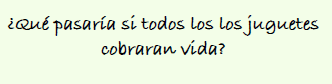 ¿Qué pasaría si todos los los juguetes
cobraran vida?